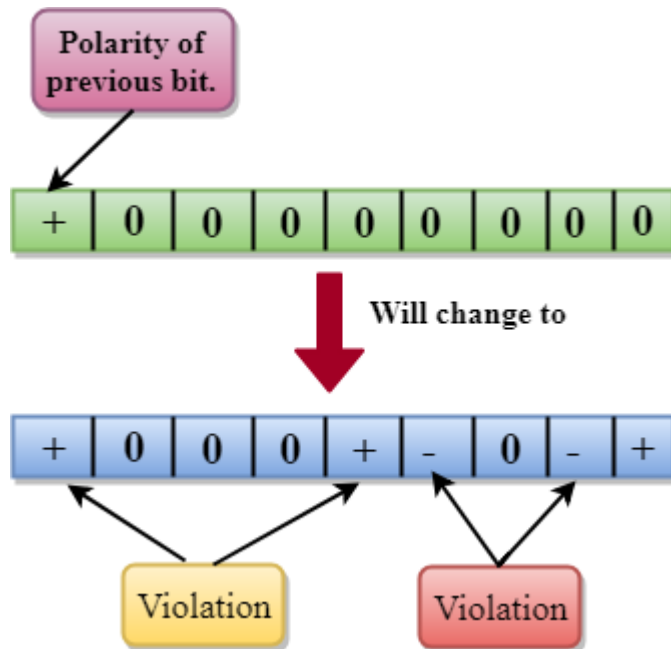 Polarity of
previous bit.
+ 0 0 0 0 0 0 0 0
Will change to
+ 0 0 0 + - 0 - +
Violation Violation